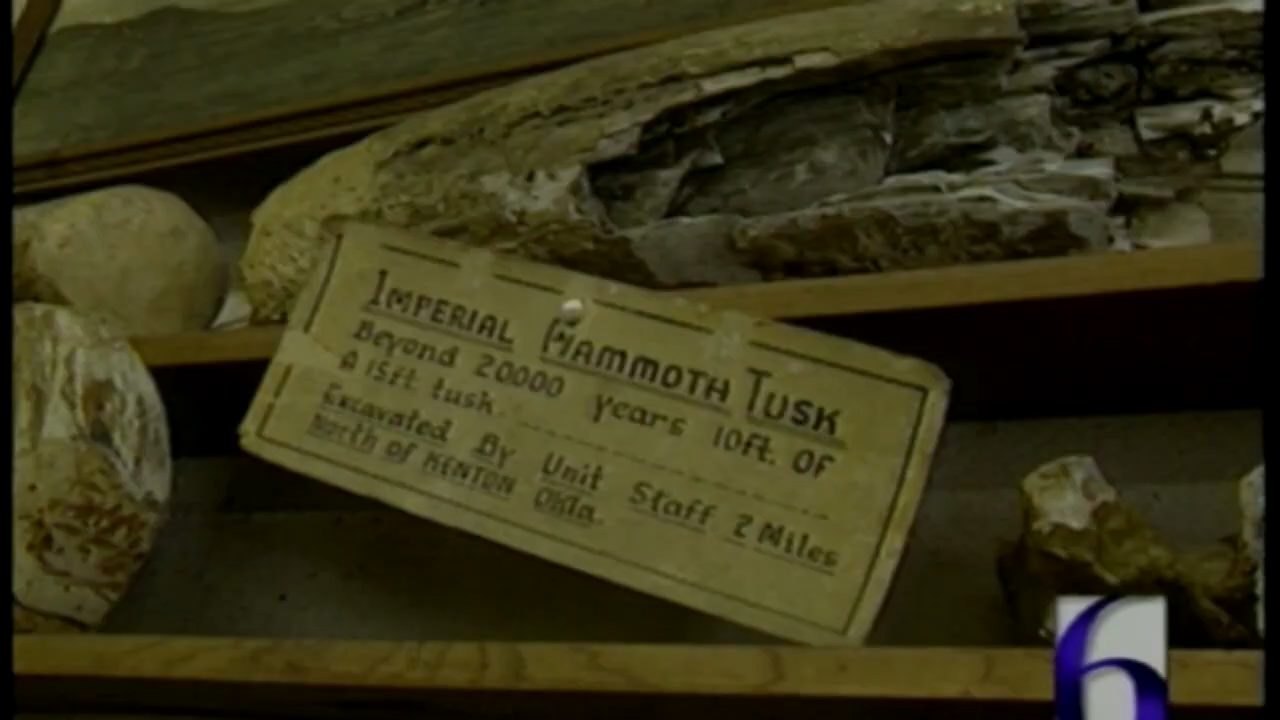 IMPERIAL MAMMOTH TUSK
Beyond 20000 years 10ft. OF
A 15ft tusk.
Excavated By Unit Staff 2 Miles
North of KENTON Okla.
6